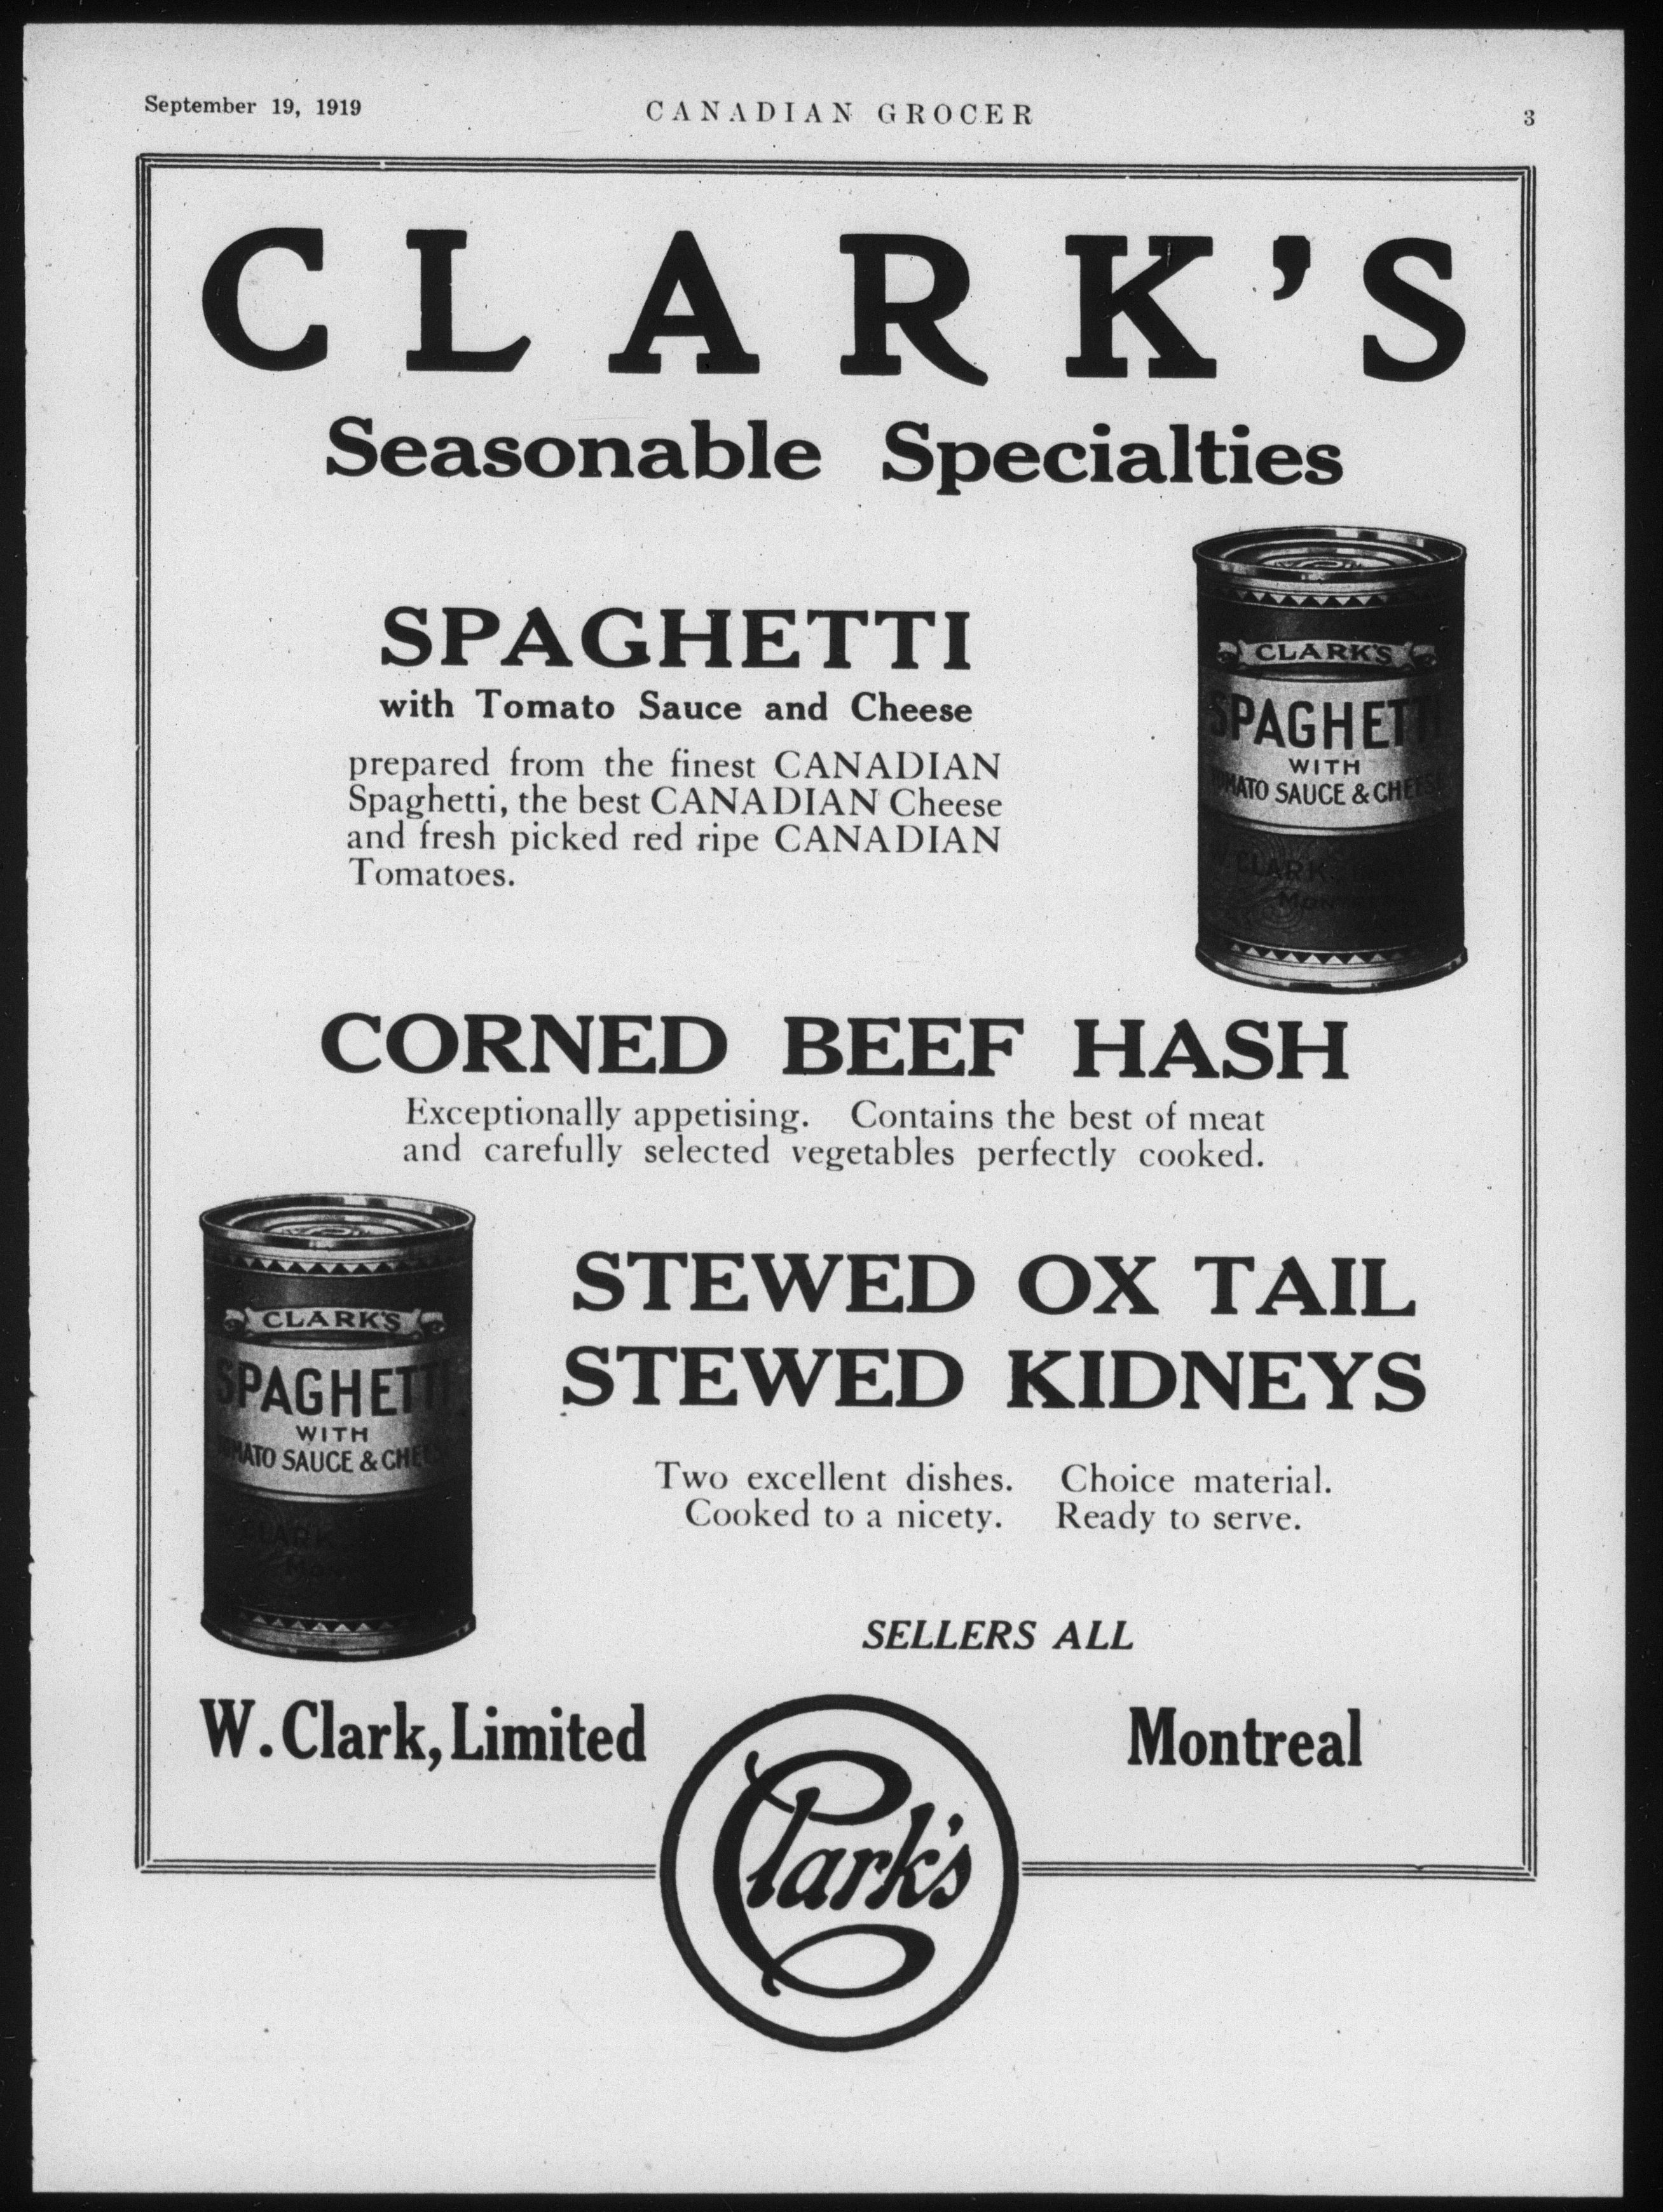 September 19, 1919
CANADIAN GROCER
3
CLARK'S
Seasonable Specialties
SPAGHETTI
with Tomato Sauce and Cheese
prepared from the finest CANADIAN
Spaghetti, the best CANADIAN Cheese
and fresh picked red ripe CANADIAN
Tomatoes.
CLARK'S
SPAGHETTI
WITH
TOMATO SAUCE & CHEESE
W. CLARK
CORNED BEEF HASH
Exceptionally appetising. Contains the best of meat
and carefully selected vegetables perfectly cooked.
CLARK'S
SPAGHETTI
WITH
TOMATO SAUCE & CHEESE
CLARK
STEWED OX TAIL
STEWED KIDNEYS
Two excellent dishes. Choice material.
Cooked to a nicety. Ready to serve.
SELLERS ALL
W. Clark, Limited
Montreal
Clark's